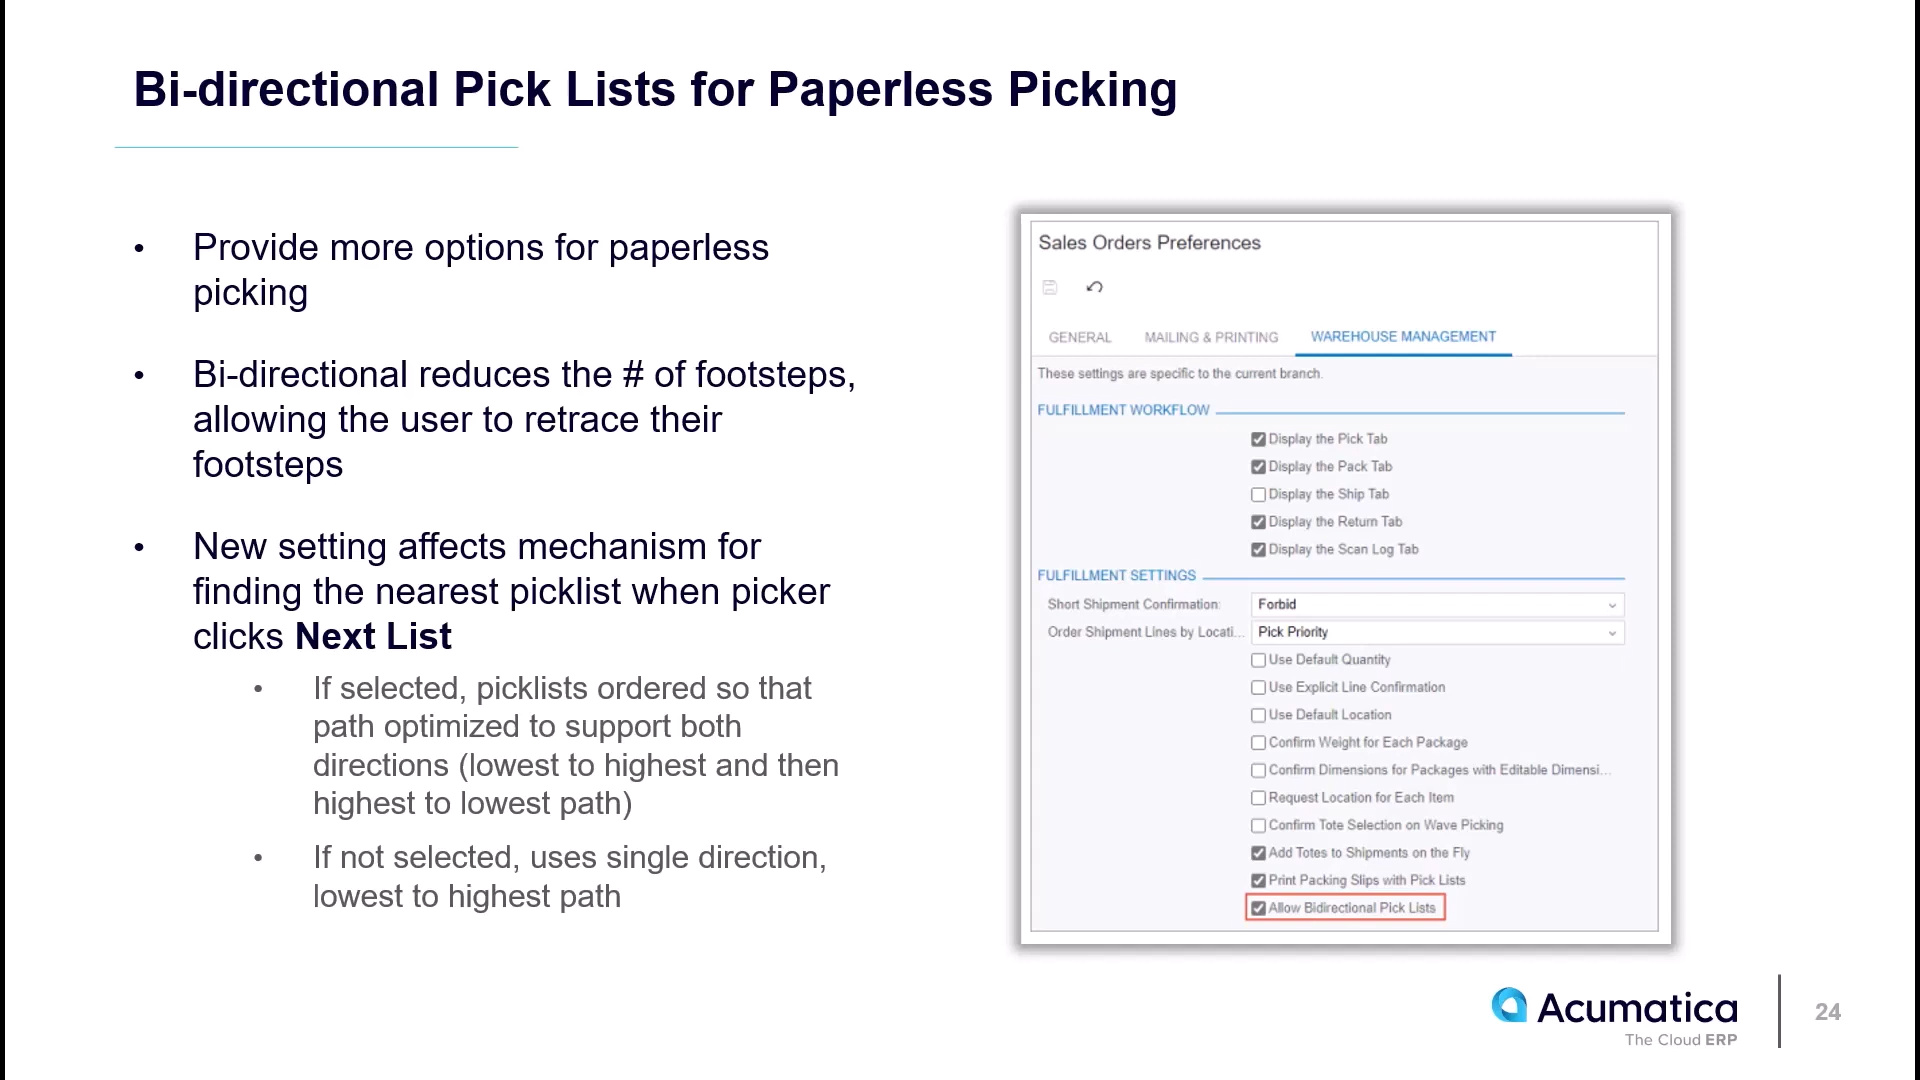 Bi-directional Pick Lists for Paperless Picking
• Provide more options for paperless
picking
• Bi-directional reduces the # of footsteps,
allowing the user to retrace their
footsteps
• New setting affects mechanism for
finding the nearest picklist when picker
clicks Next List
• If selected, picklists ordered so that
path optimized to support both
directions (lowest to highest and then
highest to lowest path)
• If not selected, uses single direction,
lowest to highest path
Sales Orders Preferences
GENERAL MAILING & PRINTING WAREHOUSE MANAGEMENT
These settings are specific to the current branch.
FULFILLMENT WORKFLOW
Display the Pick Tab
Display the Pack Tab
Display the Ship Tab
Display the Return Tab
Display the Scan Log Tab
FULFILLMENT SETTINGS
Short Shipment Confirmation: Forbid
Order Shipment Lines by Locati... Pick Priority
Use Default Quantity
Use Explicit Line Confirmation
Use Default Location
Confirm Weight for Each Package
Confirm Dimensions for Packages with Editable Dimensi...
Request Location for Each Item
Confirm Tote Selection on Wave Picking
Add Totes to Shipments on the Fly
Print Packing Slips with Pick Lists
Allow Bidirectional Pick Lists
Acumatica
The Cloud ERP
24